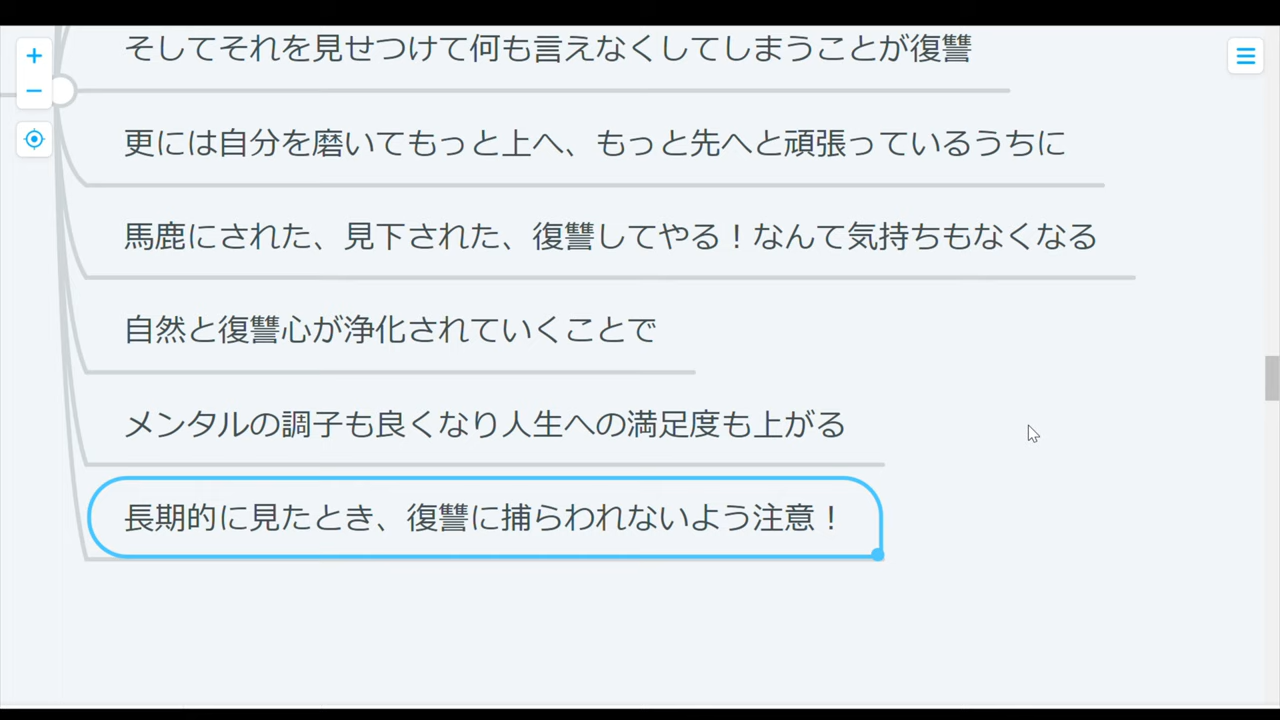 そしてそれを見せつけて何も言えなくしてしまうことが復讐
更には自分を磨いてもっと上へ、もっと先へと頑張っているうちに
馬鹿にされた、見下された、復讐してやる！なんて気持ちもなくなる
自然と復讐心が浄化されていくことで
メンタルの調子も良くなり人生への満足度も上がる
長期的に見たとき、復讐に捕らわれないよう注意！